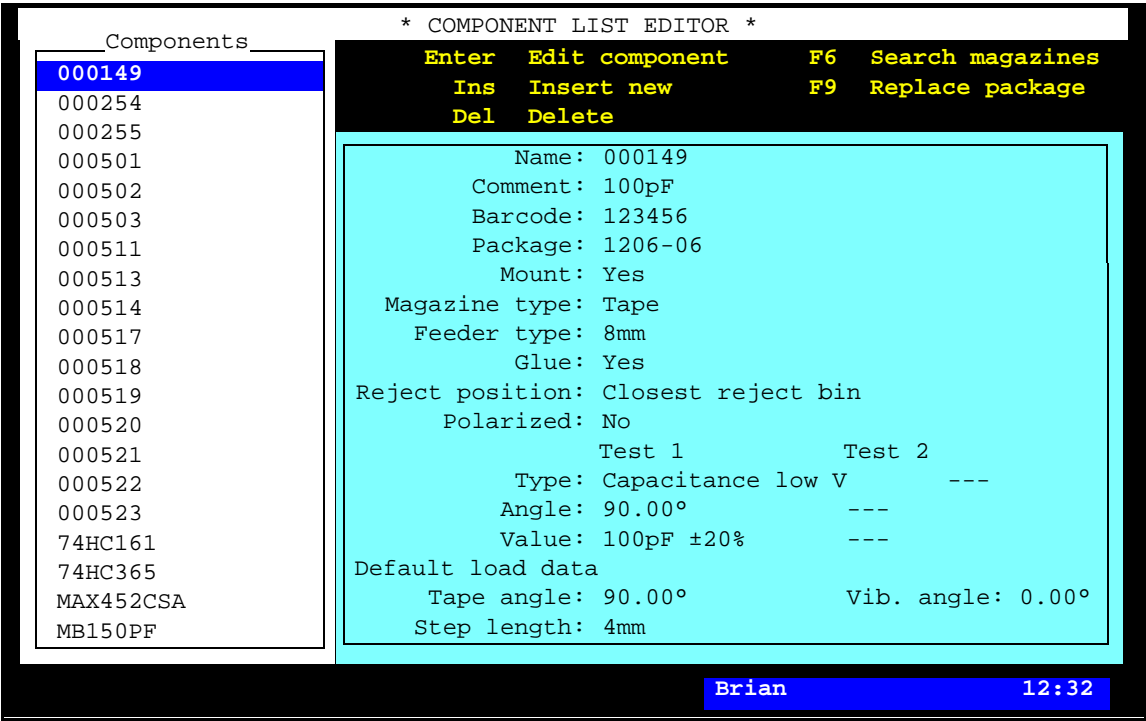 * COMPONENT LIST EDITOR *
Components
000149
000254
000255
000501
000502
000503
000511
000513
000514
000517
000518
000519
000520
000521
000522
000523
74HC161
74HC365
MAX452CSA
MB150PF
Enter Edit component F6 Search magazines
Ins Insert new F9 Replace package
Del Delete
Name: 000149
Comment: 100pF
Barcode: 123456
Package: 1206-06
Mount: Yes
Magazine type: Tape
Feeder type: 8mm
Glue: Yes
Reject position: Closest reject bin
Polarized: No
Test 1 Test 2
Type: Capacitance low V ---
Angle: 90.00° ---
Value: 100pF ±20% ---
Default load data
Tape angle: 90.00° Vib. angle: 0.00°
Step length: 4mm
Brian 12:32